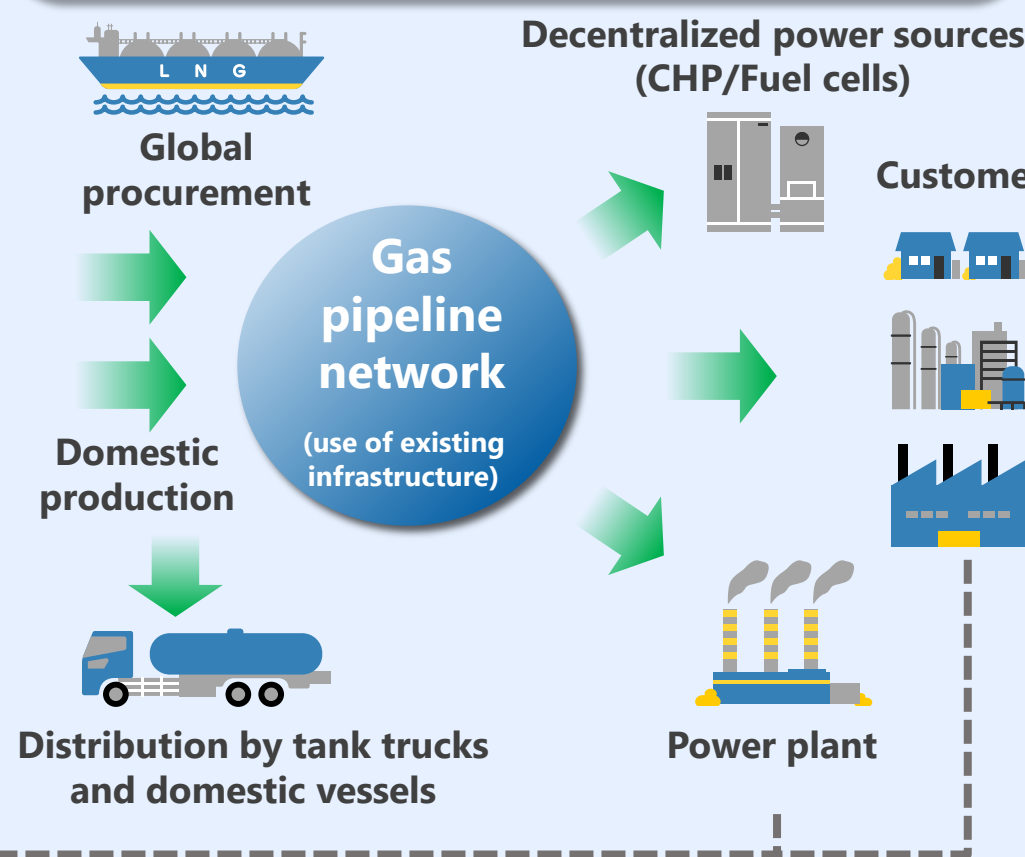 L N G
Global
procurement
Decentralized power sources
(CHP/Fuel cells)
Custome
Gas
pipeline
network
(use of existing
infrastructure)
Domestic
production
Distribution by tank trucks
and domestic vessels
Power plant